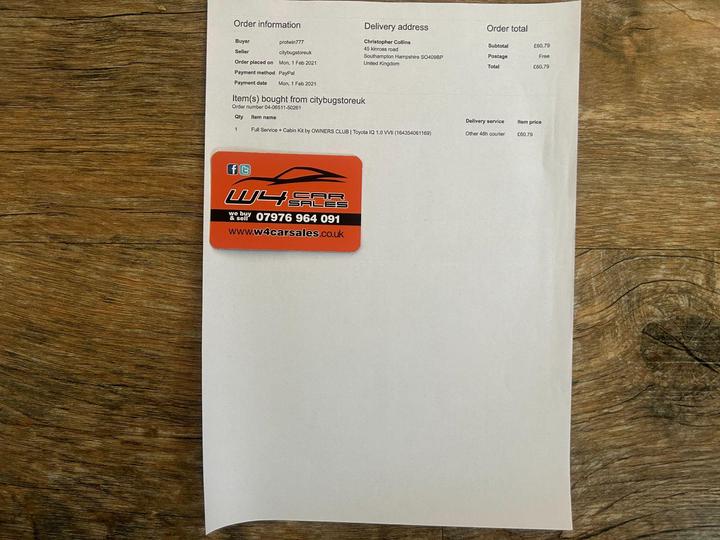 Order information
Buyer protwin777
Seller citybugstoreuk
Order placed on Mon, 1 Feb 2021
Payment method PayPal
Payment date Mon, 1 Feb 2021
Delivery address
Christopher Collins
45 kinross road
Southampton Hampshire SO409BP
United Kingdom
Order total
Subtotal £60.79
Postage Free
Total £60.79
Item(s) bought from citybugstoreuk
Order number 04-06511-50261
Qty Item name Delivery service Item price
1 Full Service + Cabin Kit by OWNERS CLUB | Toyota IQ 1.0 VVti (164354061169) Other 48h courier £60.79
f t
W4 CAR
SALES
we buy
& sell 07976 964 091
www.w4carsales.co.uk